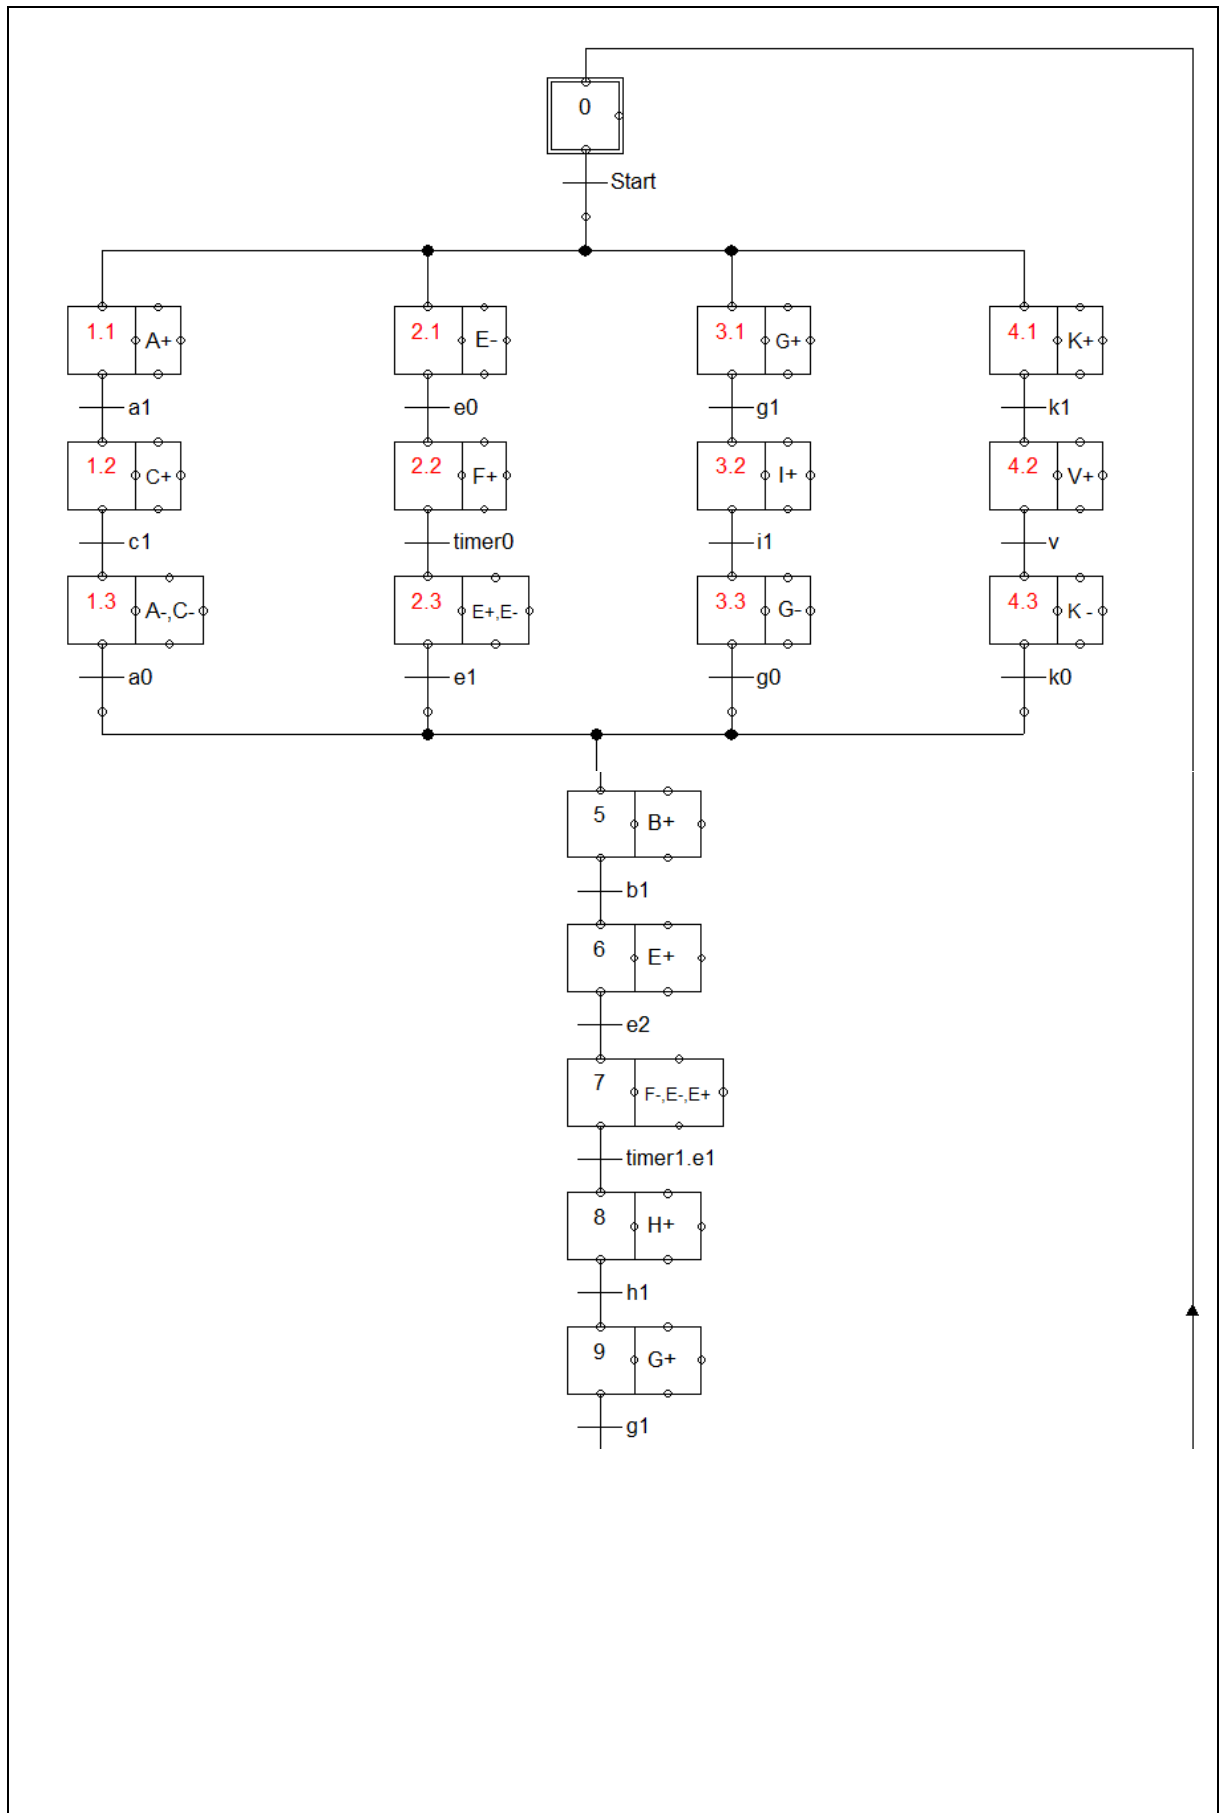 0
Start
1.1 A+ 2.1 E- 3.1 G+ 4.1 K+
a1 e0 g1 k1
1.2 C+ 2.2 F+ 3.2 I+ 4.2 V+
c1 timer0 i1 v
1.3 A-,C- 2.3 E+,E- 3.3 G- 4.3 K -
a0 e1 g0 k0
5 B+
b1
6 E+
e2
7 F-,E-,E+
timer1.e1
8 H+
h1
9 G+
g1